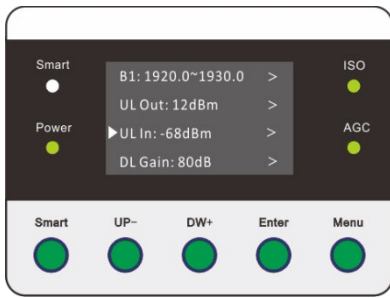 Smart
ISO
B1: 1920.0~1930.0 >
UL Out: 12dBm >
Power
UL In: -68dBm >
AGC
DL Gain: 80dB >
Smart UP- DW+ Enter Menu